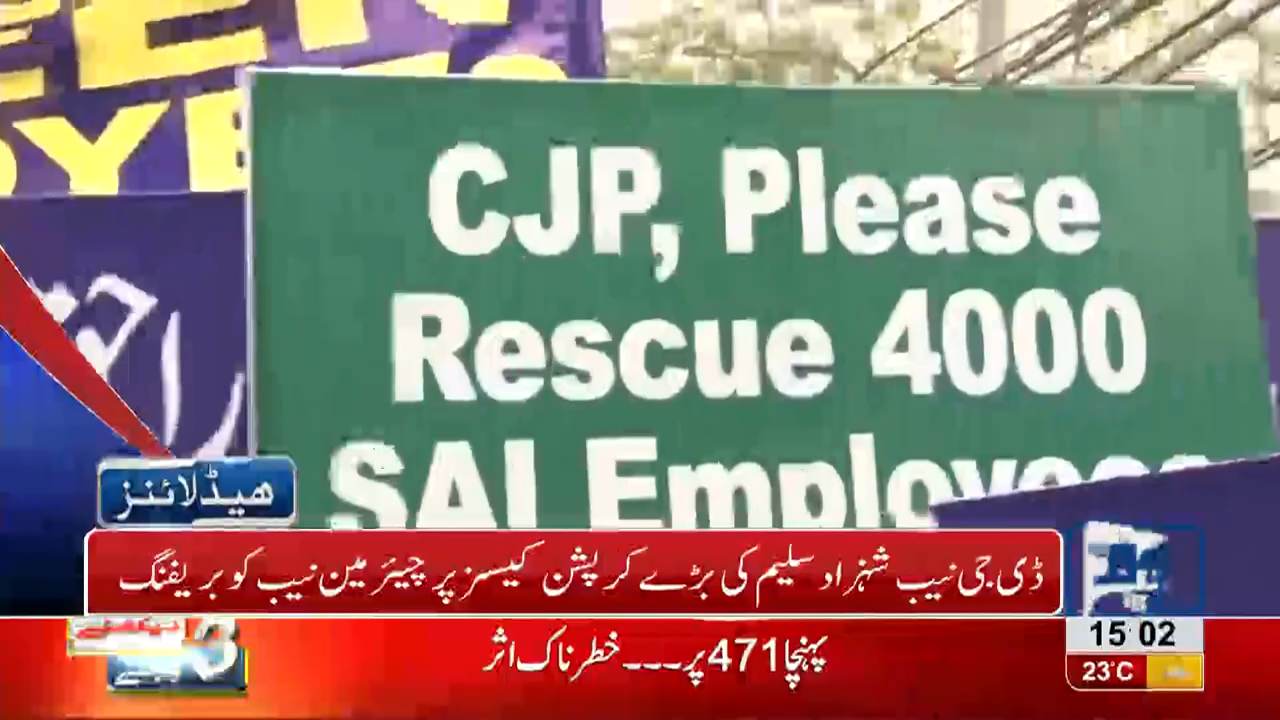 CJP, Please
Rescue 4000
SAI Employees
ھیڈلائنز
ڈی جی نیب شہزاد سلیم کی بڑے کرپشن کیسز پر چیئرمین نیب کو بریفنگ
پہنچا 471 پر۔۔۔خطرناک اثر
15:02
23°C